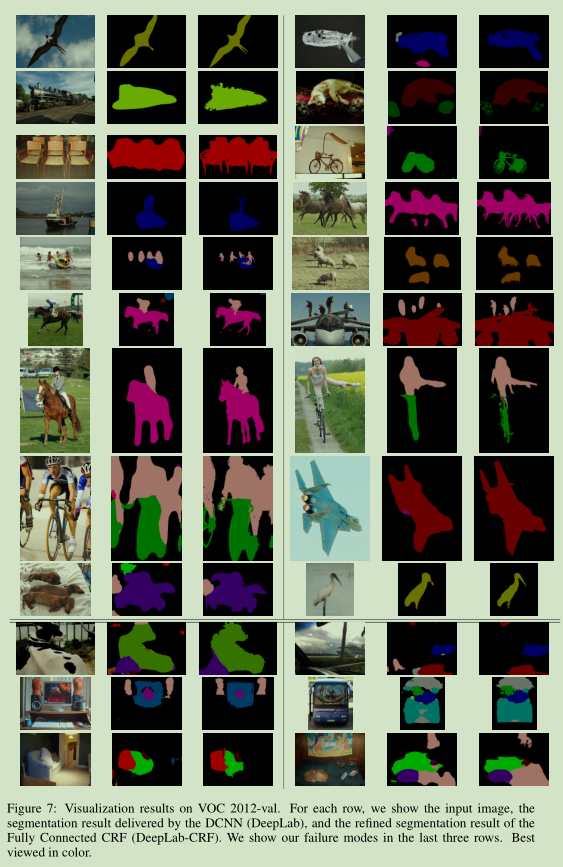 Figure 7: Visualization results on VOC 2012-val. For each row, we show the input image, the
segmentation result delivered by the DCNN (DeepLab), and the refined segmentation result of the
Fully Connected CRF (DeepLab-CRF). We show our failure modes in the last three rows. Best
viewed in color.